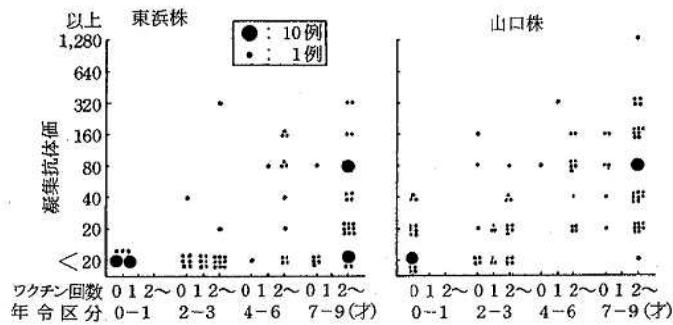 以上
東浜株
山口株
● : 10例
• : 1例
1,280
640
320
160
80
40
20
<20
凝集抗体価
ワクチン回数 0 1 2〜 0 1 2〜 0 1 2〜 0 1 2〜 0 1 2〜 0 1 2〜 0 1 2〜 0 1 2〜
年令区分 0-1 2-3 4-6 7-9(才) 0-1 2-3 4-6 7-9(才)